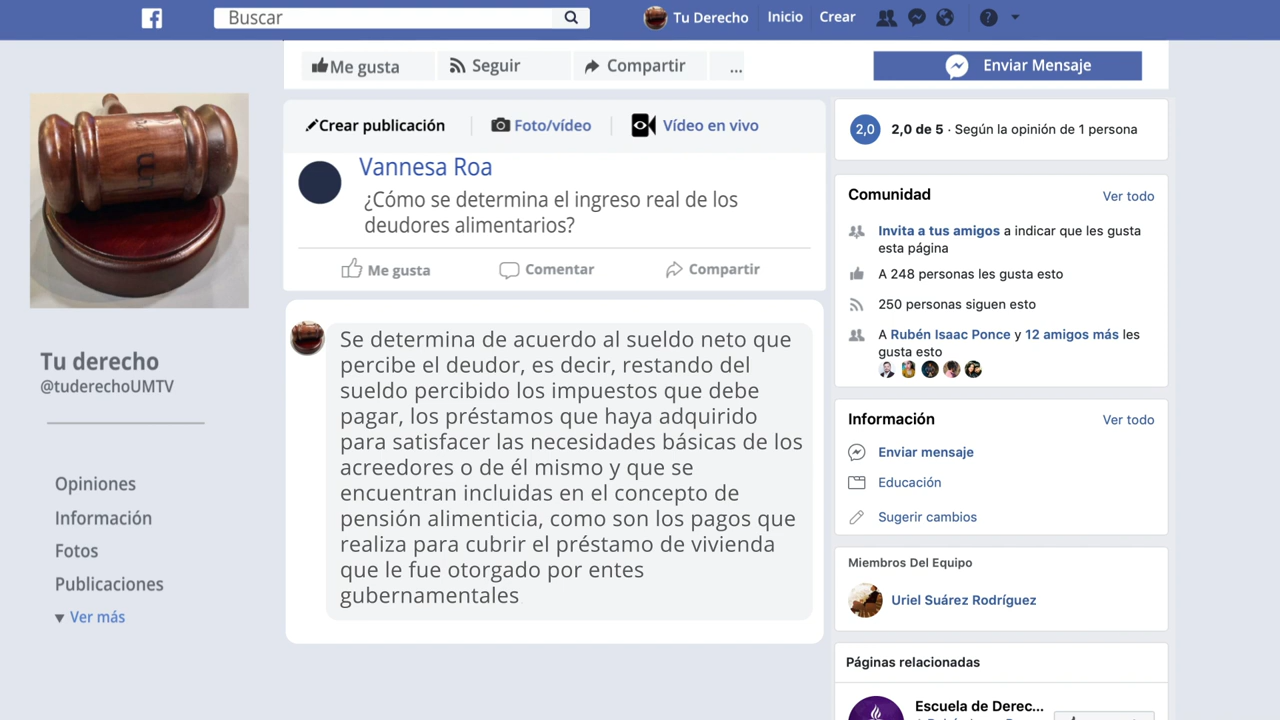 Buscar
Tu Derecho
Inicio
Crear
Me gusta
Seguir
Compartir
...
Enviar Mensaje
Tu derecho
@tuderechoUMTV
Opiniones
Información
Fotos
Publicaciones
Ver más
Crear publicación
Foto/vídeo
Vídeo en vivo
Vannesa Roa
¿Cómo se determina el ingreso real de los
deudores alimentarios?
Me gusta
Comentar
Compartir
Se determina de acuerdo al sueldo neto que
percibe el deudor, es decir, restando del
sueldo percibido los impuestos que debe
pagar, los préstamos que haya adquirido
para satisfacer las necesidades básicas de los
acreedores o de él mismo y que se
encuentran incluidas en el concepto de
pensión alimenticia, como son los pagos que
realiza para cubrir el préstamo de vivienda
que le fue otorgado por entes
gubernamentales
2,0
2,0 de 5 · Según la opinión de 1 persona
Comunidad
Ver todo
Invita a tus amigos a indicar que les gusta
esta página
A 248 personas les gusta esto
250 personas siguen esto
A Rubén Isaac Ponce y 12 amigos más les
gusta esto
Información
Ver todo
Enviar mensaje
Educación
Sugerir cambios
Miembros Del Equipo
Uriel Suárez Rodríguez
Páginas relacionadas
Escuela de Derec...